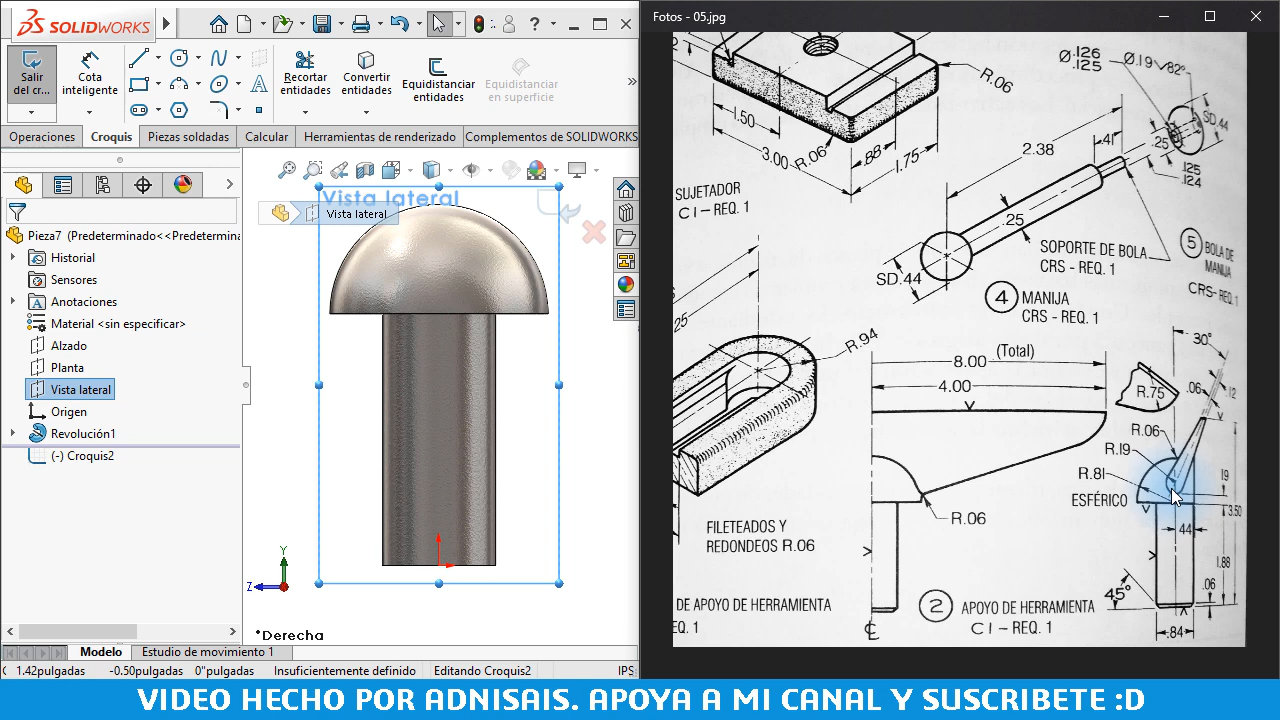 SOLIDWORKS
Fotos - 05.jpg
Salir
del cr...
Cota
inteligente
Recortar
entidades
Convertir
entidades
Equidistanciar
entidades
Equidistanciar
en superficie
Operaciones
Croquis
Piezas soldadas
Calcular
Herramientas de renderizado
Complementos de SOLIDWORKS
Pieza7 (Predeterminado<<Predetermina
Historial
Sensores
Anotaciones
Material <sin especificar>
Alzado
Planta
Vista lateral
Origen
Revolución1
(-) Croquis2
Vista lateral
Vista lateral
Y
Z
*Derecha
Modelo
Estudio de movimiento 1
1.42pulgadas
-0.50pulgadas
0"pulgadas
Insuficientemente definido
Editando Croquis2
IPS
R.06
1.50
3.00
R.06
.88
1.75
SUJETADOR
C I – REQ. 1
Ø.126
.125
Ø.19
82°
SD.44
.25
.125
.124
.41
2.38
.25
SD.44
SOPORTE DE BOLA
CRS - REQ. 1
4
MANIJA
CRS - REQ. 1
5
BOLA DE
MANIJA
CRS- REQ. 1
25
R.94
FILETEADOS Y
REDONDEOS R.06
DE APOYO DE HERRAMIENTA
EQ. 1
8.00
(Total)
4.00
R.06
R.75
30°
.06
.12
R.06
R.19
R.81
ESFÉRICO
19
3.50
44
1.88
.06
45°
.84
2
APOYO DE HERRAMIENTA
C I – REQ. 1
VIDEO HECHO POR ADNISAIS. APOYA A MI CANAL Y SUSCRIBETE :D